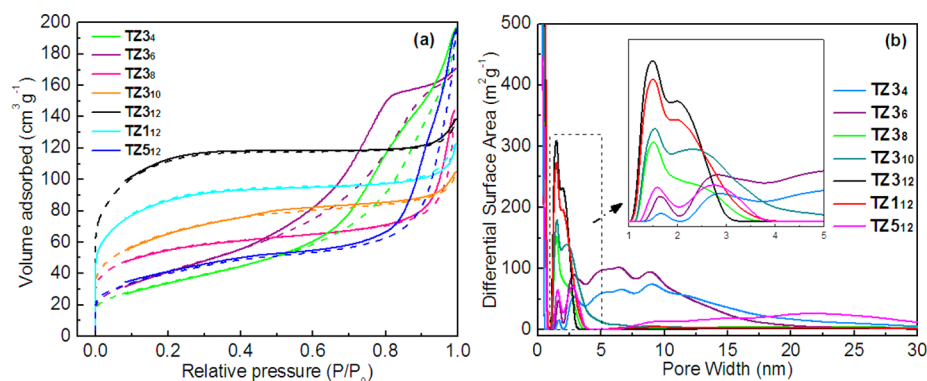 (a)
Volume adsorbed (cm³ g⁻¹)
200
180
160
140
120
100
80
60
40
20
0
TZ3₄
TZ3₆
TZ3₈
TZ3₁₀
TZ3₁₂
TZ1₁₂
TZ5₁₂
0.0 0.2 0.4 0.6 0.8 1.0
Relative pressure (P/P₀)
(b)
Differential Surface Area (m² g⁻¹)
500
400
300
200
100
0
1 2 3 4 5
TZ3₄
TZ3₆
TZ3₈
TZ3₁₀
TZ3₁₂
TZ1₁₂
TZ5₁₂
0 5 10 15 20 25 30
Pore Width (nm)